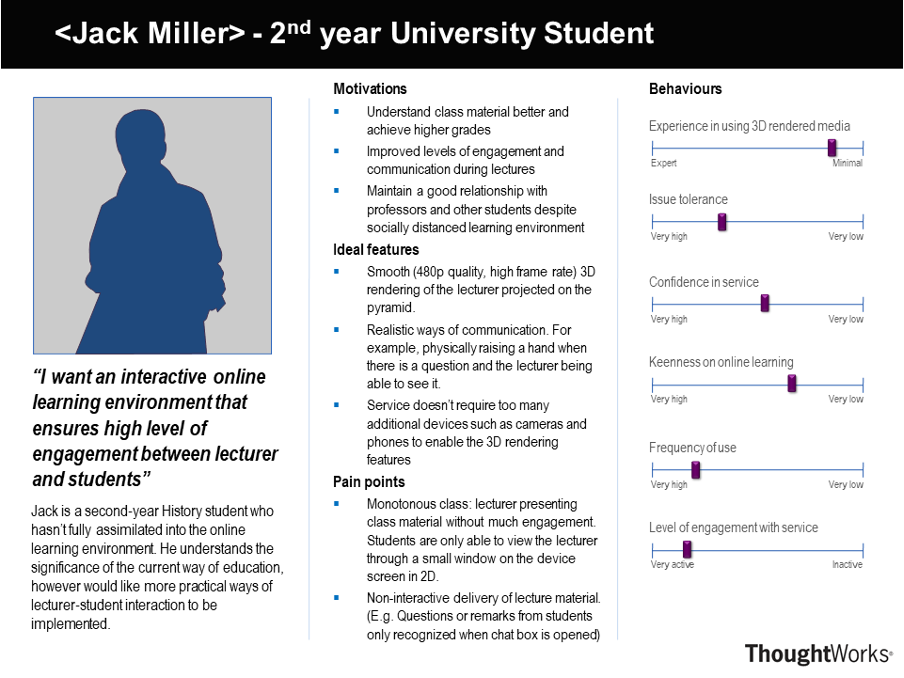 <Jack Miller> - 2nd year University Student
“I want an interactive online
learning environment that
ensures high level of
engagement between lecturer
and students”
Jack is a second-year History student who
hasn’t fully assimilated into the online
learning environment. He understands the
significance of the current way of education,
however would like more practical ways of
lecturer-student interaction to be
implemented.
Motivations
Understand class material better and
achieve higher grades
Improved levels of engagement and
communication during lectures
Maintain a good relationship with
professors and other students despite
socially distanced learning environment
Ideal features
Smooth (480p quality, high frame rate) 3D
rendering of the lecturer projected on the
pyramid.
Realistic ways of communication. For
example, physically raising a hand when
there is a question and the lecturer being
able to see it.
Service doesn’t require too many
additional devices such as cameras and
phones to enable the 3D rendering
features
Pain points
Monotonous class: lecturer presenting
class material without much engagement.
Students are only able to view the lecturer
through a small window on the device
screen in 2D.
Non-interactive delivery of lecture material.
(E.g. Questions or remarks from students
only recognized when chat box is opened)
Behaviours
Experience in using 3D rendered media
Expert Minimal
Issue tolerance
Very high Very low
Confidence in service
Very high Very low
Keenness on online learning
Very high Very low
Frequency of use
Very high Very low
Level of engagement with service
Very active Inactive
ThoughtWorks®